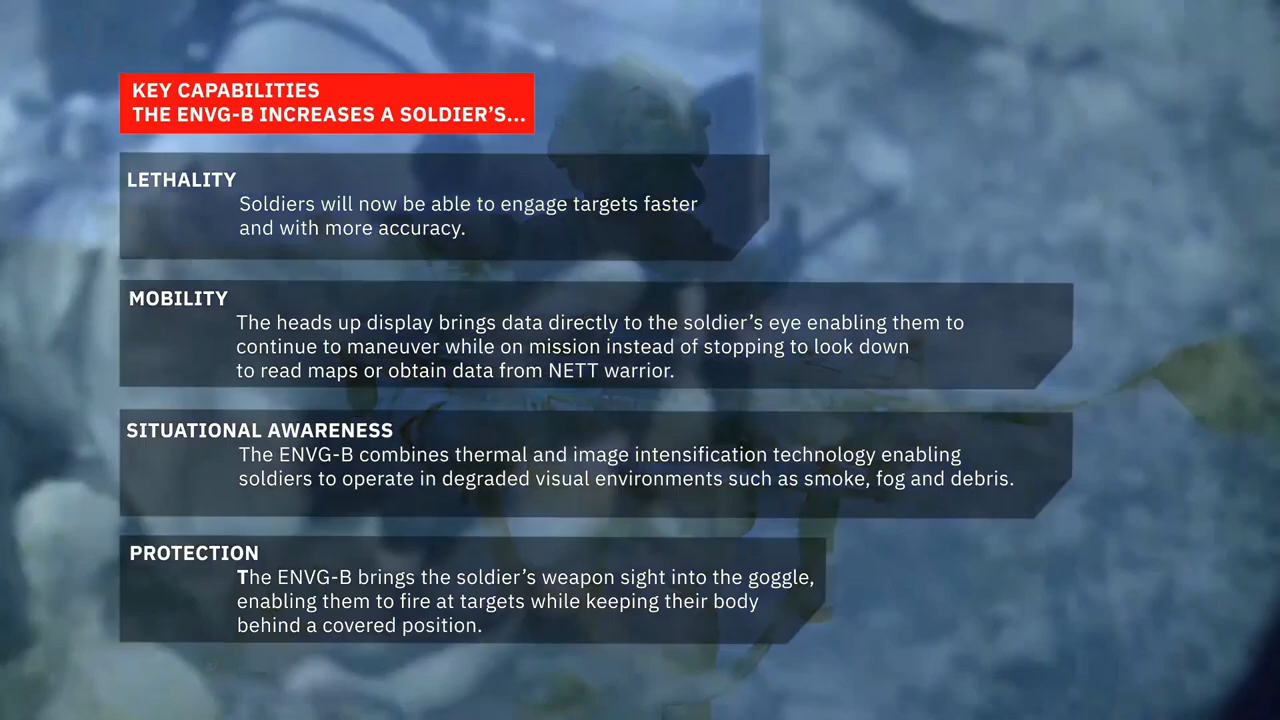 KEY CAPABILITIES
THE ENVG-B INCREASES A SOLDIER’S...
LETHALITY
Soldiers will now be able to engage targets faster
and with more accuracy.
MOBILITY
The heads up display brings data directly to the soldier’s eye enabling them to
continue to maneuver while on mission instead of stopping to look down
to read maps or obtain data from NETT warrior.
SITUATIONAL AWARENESS
The ENVG-B combines thermal and image intensification technology enabling
soldiers to operate in degraded visual environments such as smoke, fog and debris.
PROTECTION
The ENVG-B brings the soldier’s weapon sight into the goggle,
enabling them to fire at targets while keeping their body
behind a covered position.